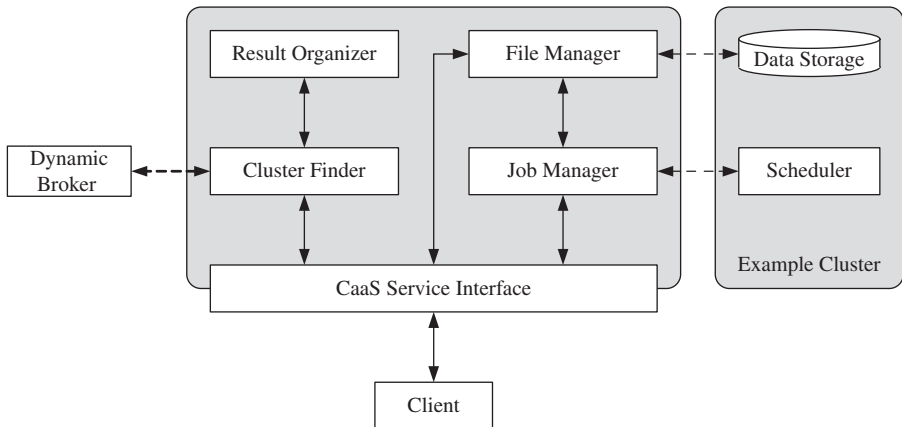 Result Organizer
File Manager
Data Storage
Dynamic
Broker
Cluster Finder
Job Manager
Scheduler
Example Cluster
CaaS Service Interface
Client